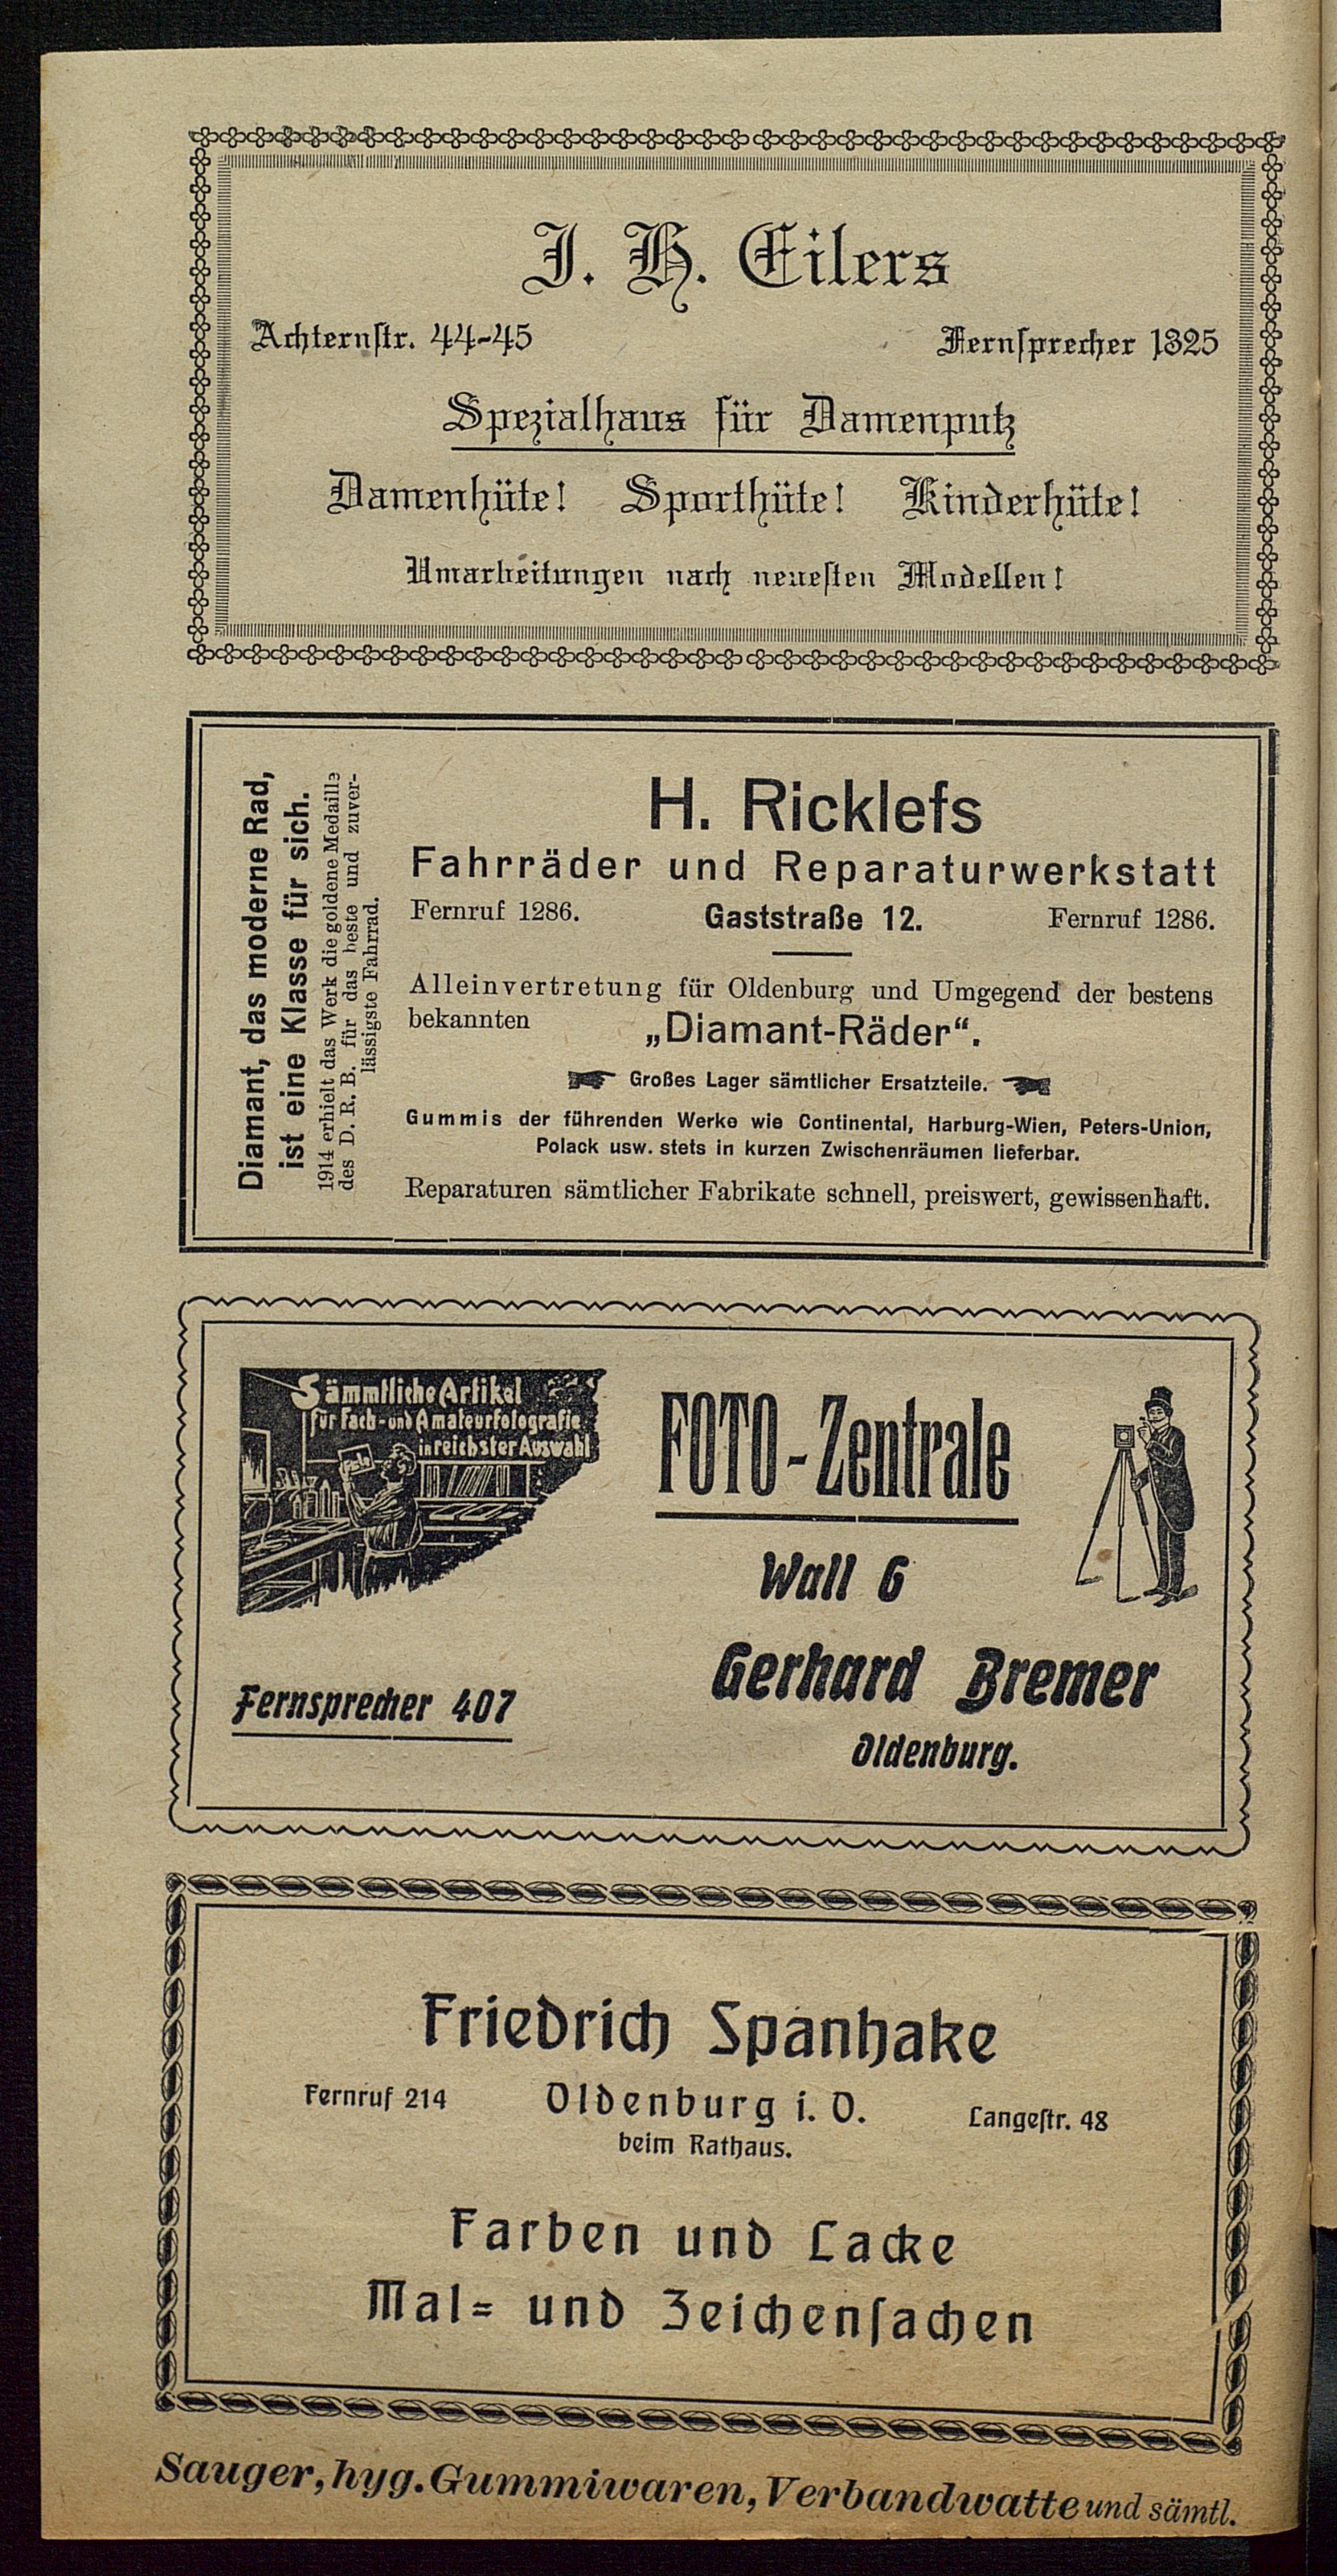 J. H. Eilers
Achternſtr. 44-45 Fernſprecher 1325
Spezialhaus für Damenputz
Damenhüte! Sporthüte! Kinderhüte!
Umarbeitungen nach neueſten Modellen!
Diamant, das moderne Rad,
ist eine Klasse für sich.
1914 erhielt das Werk die goldene Medaille
des D. R. B. für das beste und zuver-
lässigste Fahrrad.
H. Ricklefs
Fahrräder und Reparaturwerkstatt
Fernruf 1286. Gaststraße 12. Fernruf 1286.
Alleinvertretung für Oldenburg und Umgegend der bestens
bekannten „Diamant-Räder“.
Großes Lager sämtlicher Ersatzteile.
Gummis der führenden Werke wie Continental, Harburg-Wien, Peters-Union,
Polack usw. stets in kurzen Zwischenräumen lieferbar.
Reparaturen sämtlicher Fabrikate schnell, preiswert, gewissenhaft.
Sämmtliche Artikel
für Fach- und Amateurfotografie
in reichster Auswahl
FOTO-Zentrale
Wall 6
Gerhard Bremer
Fernsprecher 407
Oldenburg.
Friedrich Spanhake
Fernruf 214 Oldenburg i. O. Langeſtr. 48
beim Rathaus.
Farben und Lacke
Mal= und Zeichenſachen
Sauger, hyg. Gummiwaren, Verbandwatte und sämtl.